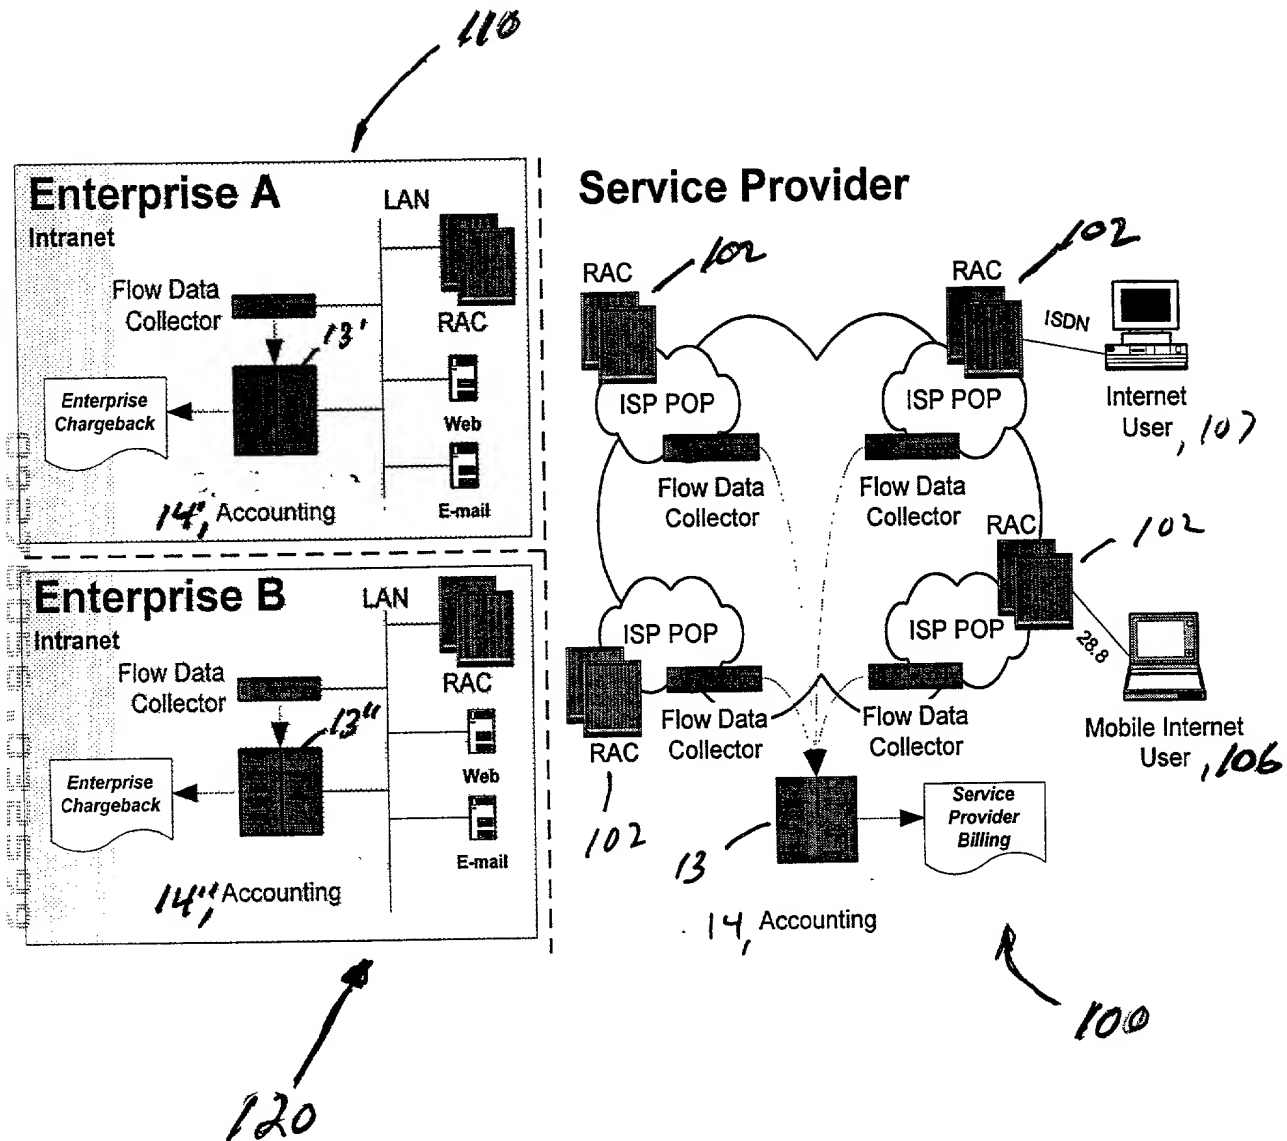 110
Enterprise A
Intranet
LAN
Flow Data
Collector
13'
RAC
Enterprise
Chargeback
Web
14', Accounting
E-mail
Enterprise B
Intranet
LAN
Flow Data
Collector
13"
RAC
Enterprise
Chargeback
Web
14", Accounting
E-mail
120
Service Provider
RAC
102
RAC
102
ISDN
ISP POP
ISP POP
Internet
User, 107
Flow Data
Collector
Flow Data
Collector
RAC
102
ISP POP
ISP POP
28.8
RAC
102
Flow Data
Collector
Flow Data
Collector
Mobile Internet
User, 106
13
Service
Provider
Billing
14, Accounting
100